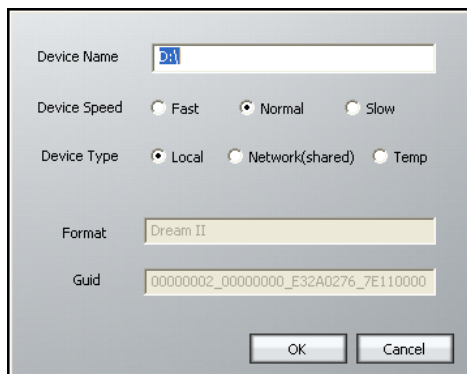 Device Name D:\
Device Speed Fast Normal Slow
Device Type Local Network(shared) Temp
Format Dream II
Guid 00000002_00000000_E32A0276_7E110000
OK Cancel